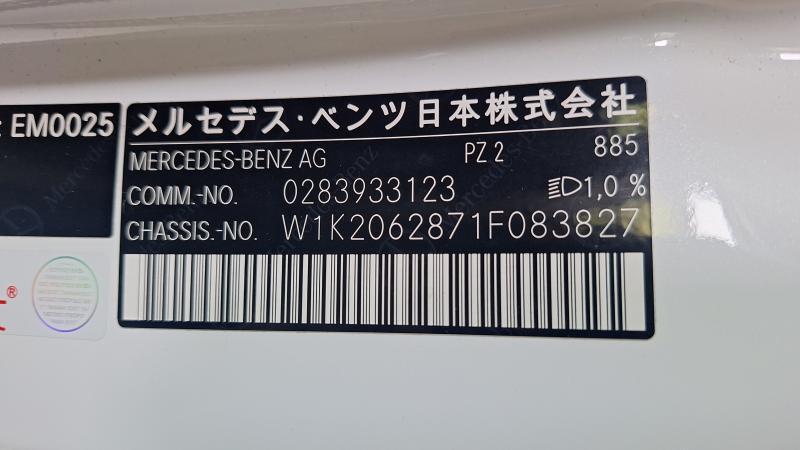 EM0025
メルセデス・ベンツ日本株式会社
MERCEDES-BENZ AG PZ 2 885
COMM.-NO. 0283933123 1,0 %
CHASSIS.-NO. W1K2062871F083827